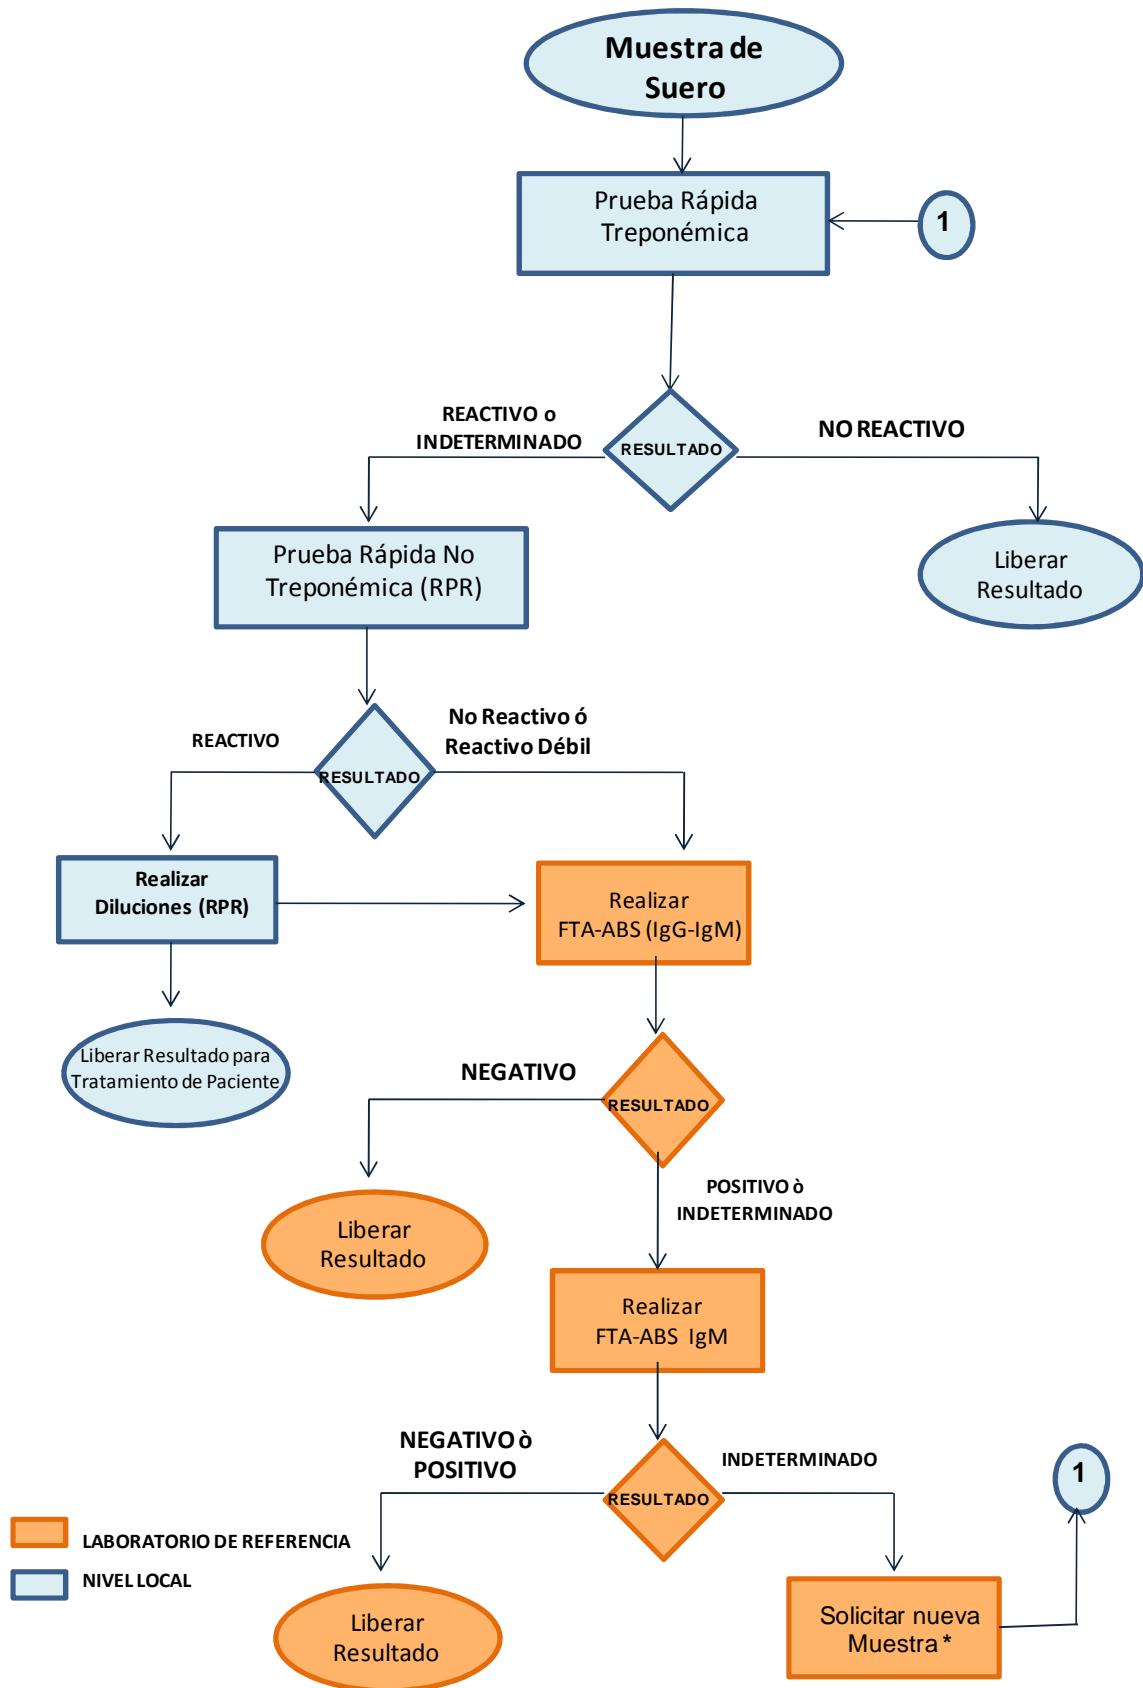 Muestra de
Suero
Prueba Rápida
Treponémica
1
REACTIVO o
INDETERMINADO
RESULTADO
NO REACTIVO
Prueba Rápida No
Treponémica (RPR)
Liberar
Resultado
REACTIVO
No Reactivo ó
Reactivo Débil
RESULTADO
Realizar
Diluciones (RPR)
Realizar
FTA-ABS (IgG-IgM)
Liberar Resultado para
Tratamiento de Paciente
NEGATIVO
RESULTADO
POSITIVO ò
INDETERMINADO
Liberar
Resultado
Realizar
FTA-ABS IgM
NEGATIVO ò
POSITIVO
RESULTADO
INDETERMINADO
1
LABORATORIO DE REFERENCIA
NIVEL LOCAL
Liberar
Resultado
Solicitar nueva
Muestra *